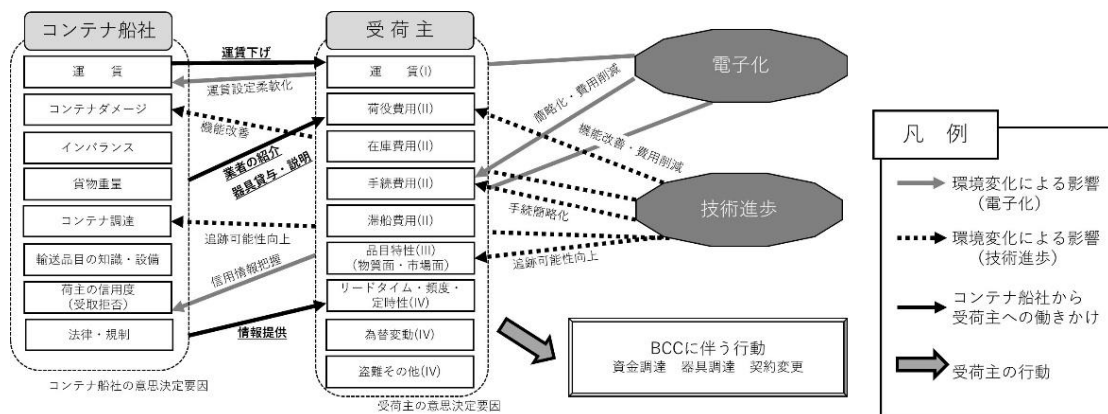 コンテナ船社
運　賃
コンテナダメージ
インバランス
貨物重量
コンテナ調達
輸送品目の知識・設備
荷主の信用度
(受取拒否)
法律・規制
コンテナ船社の意思決定要因
運賃下げ
運賃設定柔軟化
機能改善
業者の紹介
器具貸与・説明
追跡可能性向上
信用情報把握
情報提供
受荷主
運　賃(I)
荷役費用(II)
在庫費用(II)
手続費用(II)
滞船費用(II)
品目特性(III)
(物質面・市場面)
リードタイム・頻度・
定時性(IV)
為替変動(IV)
盗難その他(IV)
受荷主の意思決定要因
簡略化・費用削減
機能改善・費用削減
手続簡略化
追跡可能性向上
電子化
技術進歩
BCCに伴う行動
資金調達　器具調達　契約変更
凡　例
環境変化による影響
(電子化)
環境変化による影響
(技術進歩)
コンテナ船社から
受荷主への働きかけ
受荷主の行動